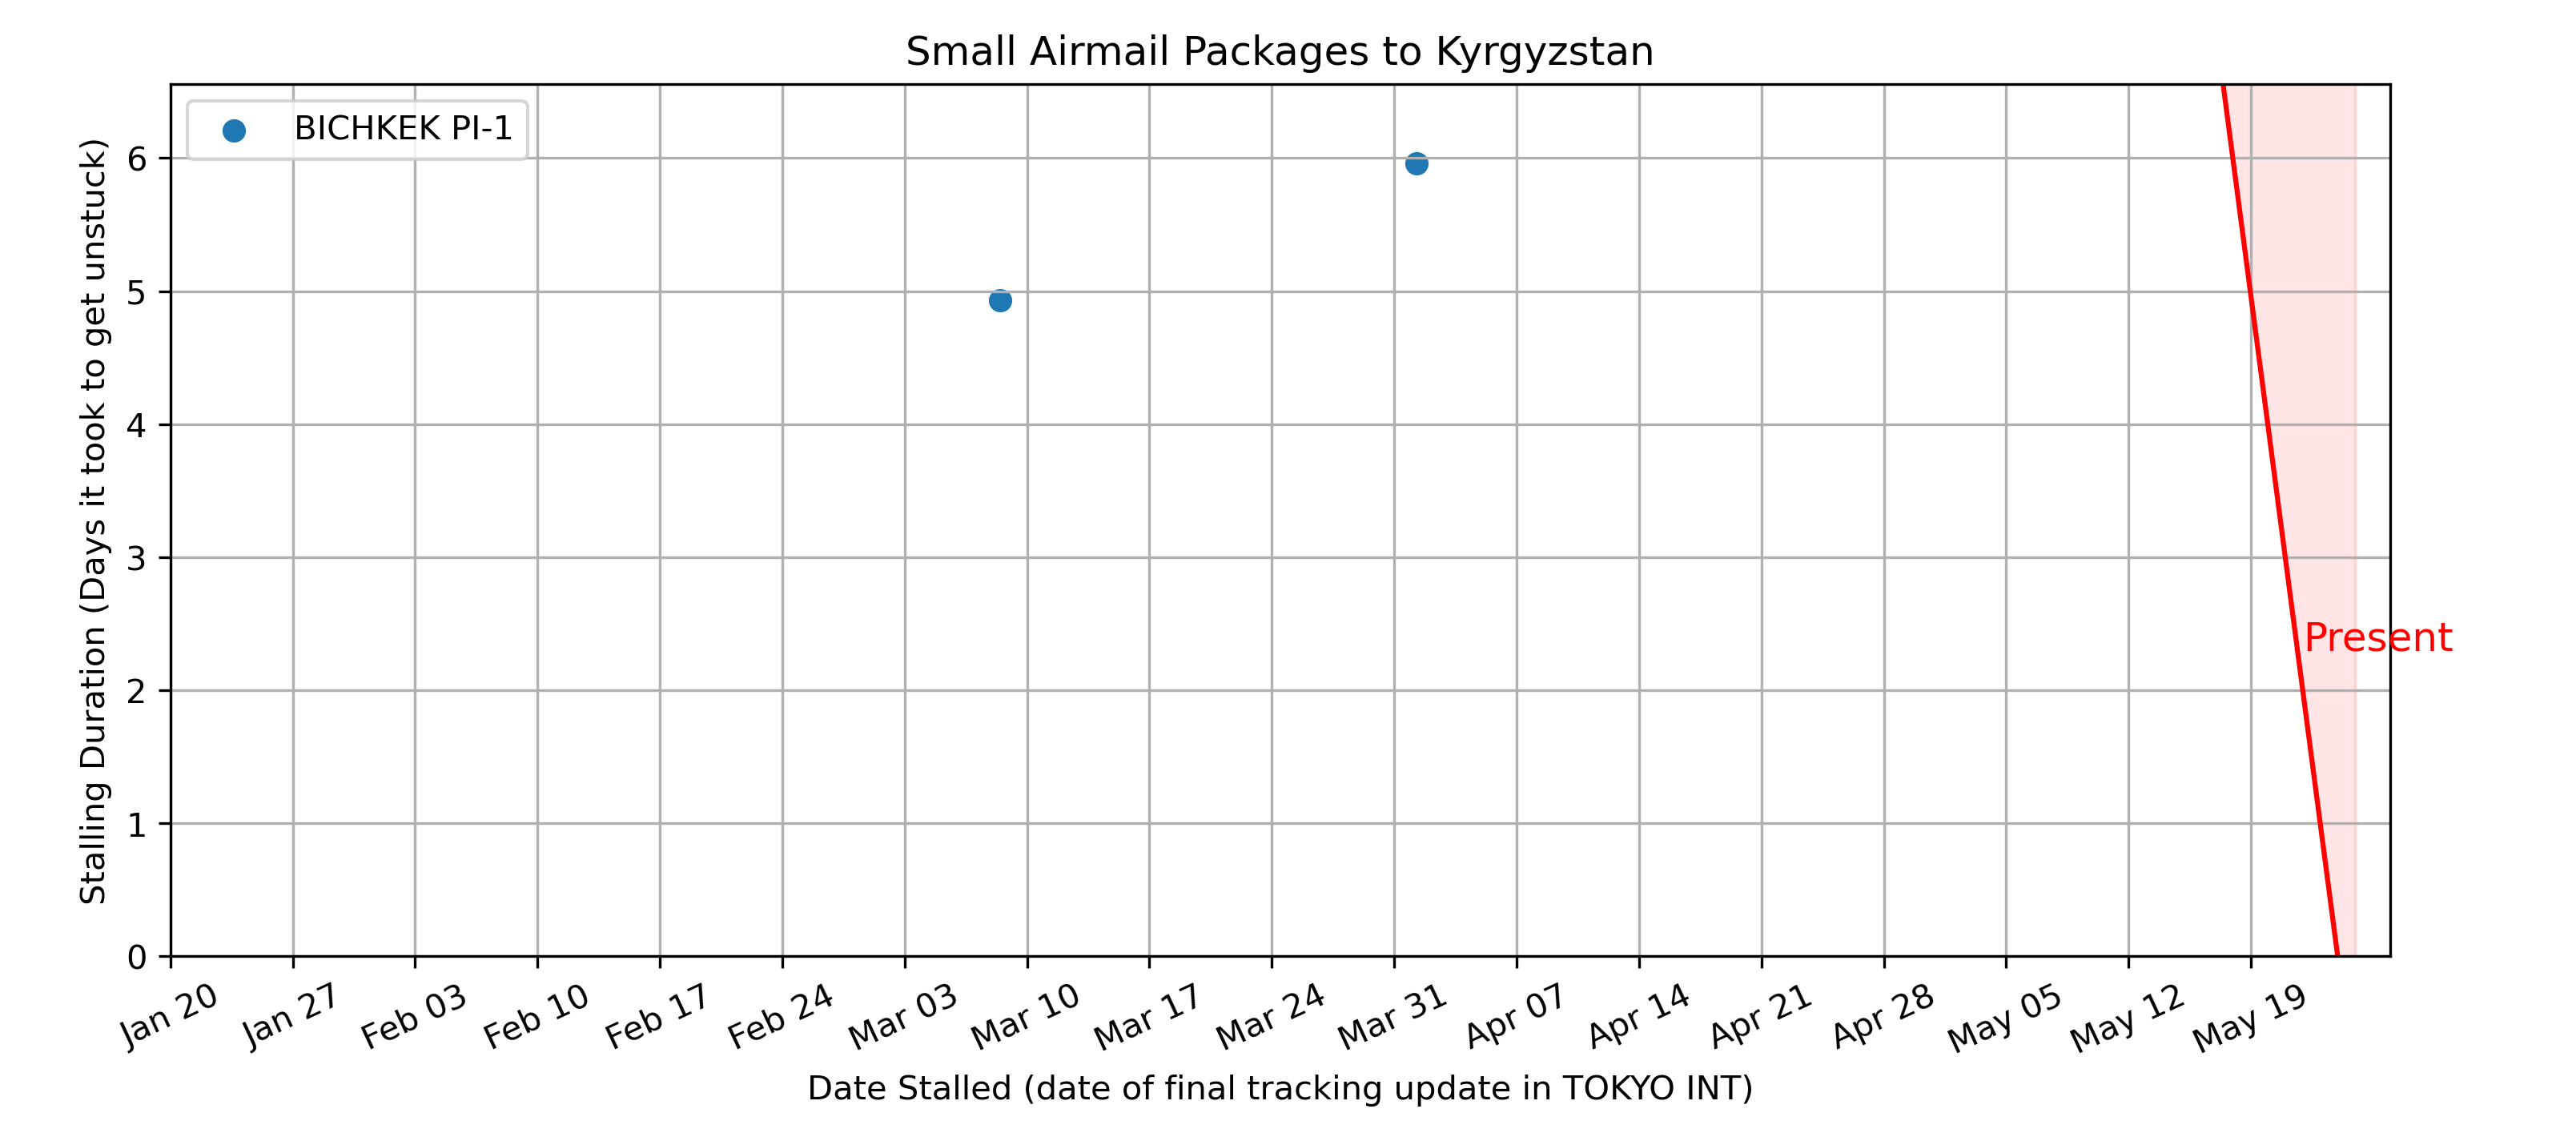 Small Airmail Packages to Kyrgyzstan
BICHKEK PI-1
Stalling Duration (Days it took to get unstuck)
6
5
4
3
2
1
0
Present
Jan 20
Jan 27
Feb 03
Feb 10
Feb 17
Feb 24
Mar 03
Mar 10
Mar 17
Mar 24
Mar 31
Apr 07
Apr 14
Apr 21
Apr 28
May 05
May 12
May 19
Date Stalled (date of final tracking update in TOKYO INT)